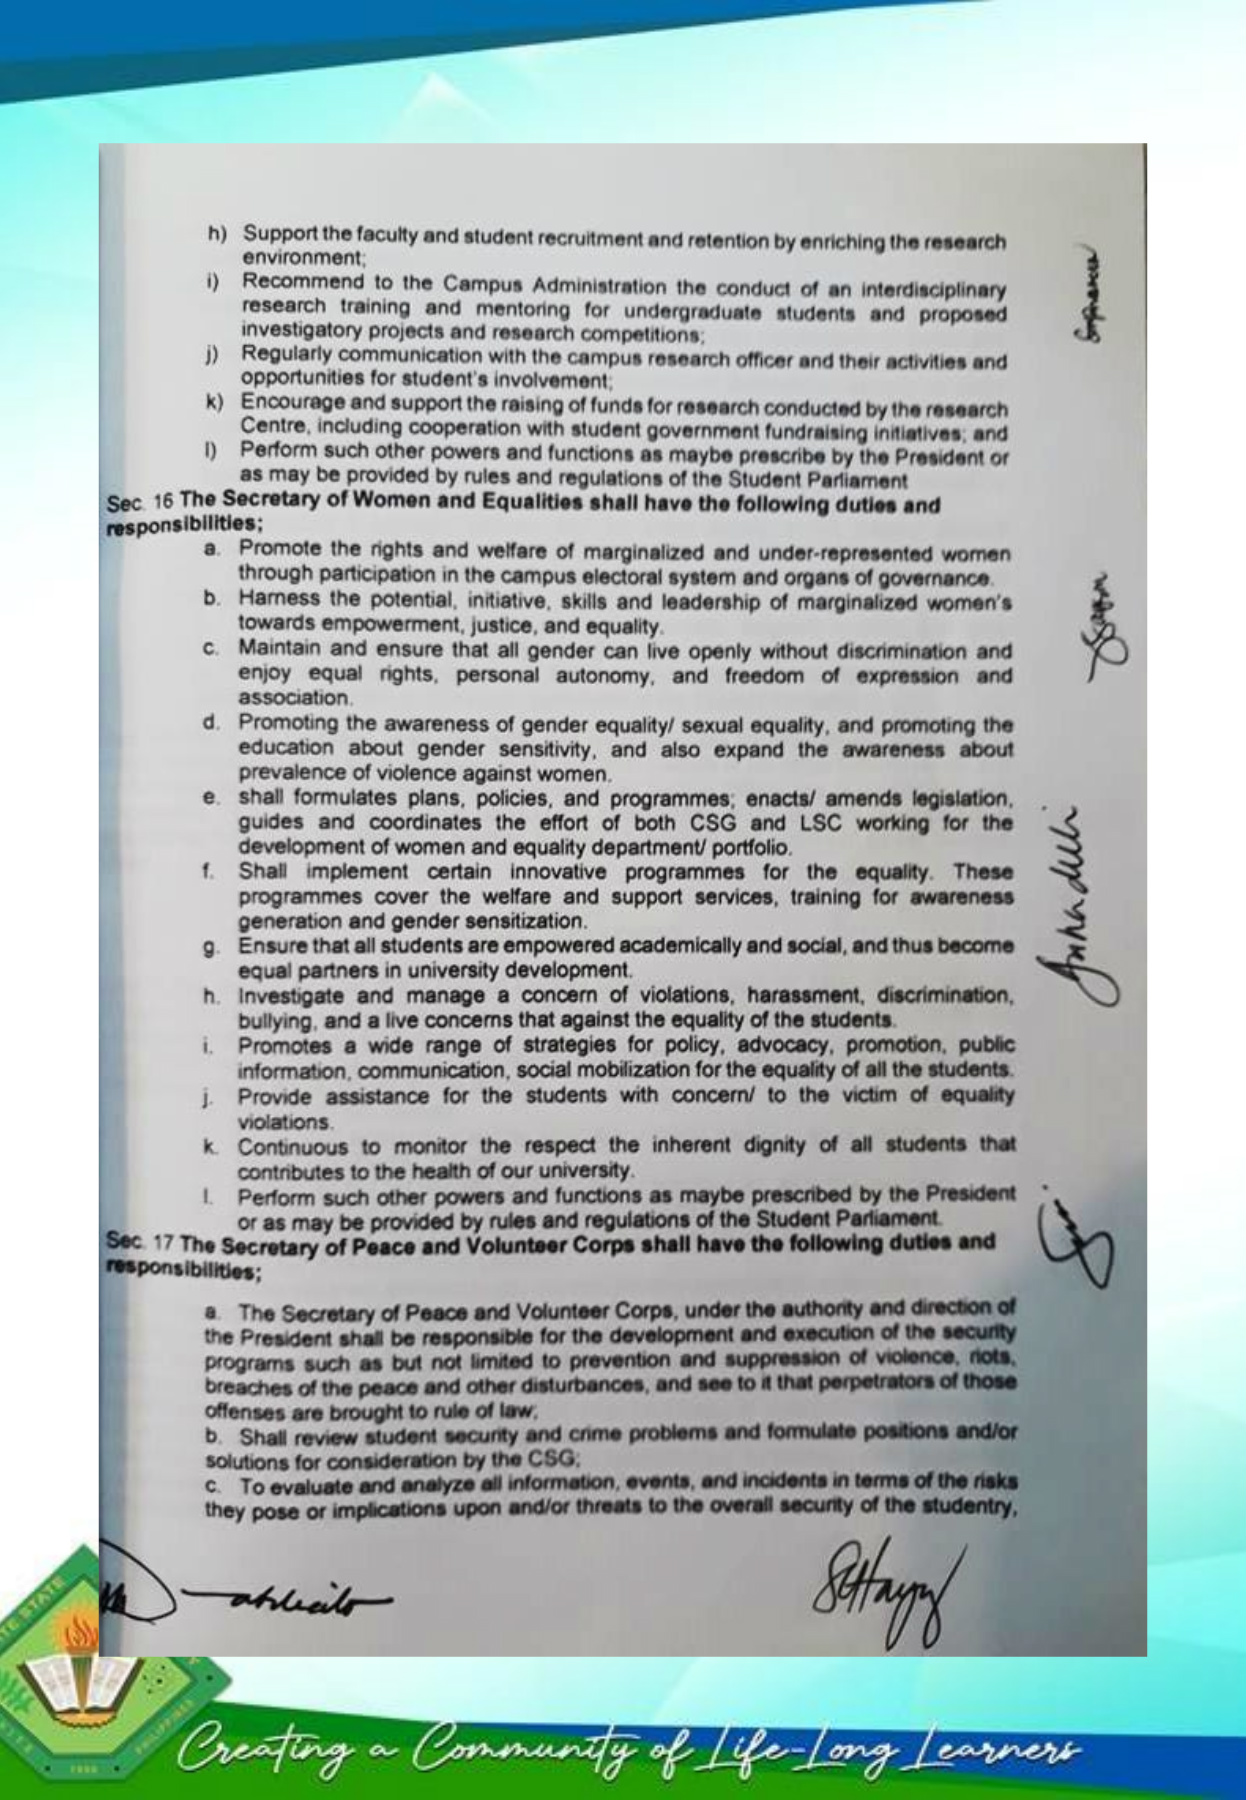 h) Support the faculty and student recruitment and retention by enriching the research
environment;
i) Recommend to the Campus Administration the conduct of an interdisciplinary
research training and mentoring for undergraduate students and proposed
investigatory projects and research competitions;
j) Regularly communication with the campus research officer and their activities and
opportunities for student's involvement;
k) Encourage and support the raising of funds for research conducted by the research
Centre, including cooperation with student government fundraising initiatives; and
l) Perform such other powers and functions as maybe prescribe by the President or
as may be provided by rules and regulations of the Student Parliament
Sec. 16 The Secretary of Women and Equalities shall have the following duties and
responsibilities;
a. Promote the rights and welfare of marginalized and under-represented women
through participation in the campus electoral system and organs of governance.
b. Harness the potential, initiative, skills and leadership of marginalized women's
towards empowerment, justice, and equality.
c. Maintain and ensure that all gender can live openly without discrimination and
enjoy equal rights, personal autonomy, and freedom of expression and
association.
d. Promoting the awareness of gender equality/ sexual equality, and promoting the
education about gender sensitivity, and also expand the awareness about
prevalence of violence against women.
e. shall formulates plans, policies, and programmes; enacts/ amends legislation,
guides and coordinates the effort of both CSG and LSC working for the
development of women and equality department/ portfolio.
f. Shall implement certain innovative programmes for the equality. These
programmes cover the welfare and support services, training for awareness
generation and gender sensitization.
g. Ensure that all students are empowered academically and social, and thus become
equal partners in university development.
h. Investigate and manage a concern of violations, harassment, discrimination,
bullying, and a live concerns that against the equality of the students.
i. Promotes a wide range of strategies for policy, advocacy, promotion, public
information, communication, social mobilization for the equality of all the students.
j. Provide assistance for the students with concern/ to the victim of equality
violations.
k. Continuous to monitor the respect the inherent dignity of all students that
contributes to the health of our university.
l. Perform such other powers and functions as maybe prescribed by the President
or as may be provided by rules and regulations of the Student Parliament.
Sec. 17 The Secretary of Peace and Volunteer Corps shall have the following duties and
responsibilities;
a. The Secretary of Peace and Volunteer Corps, under the authority and direction of
the President shall be responsible for the development and execution of the security
programs such as but not limited to prevention and suppression of violence, riots,
breaches of the peace and other disturbances, and see to it that perpetrators of those
offenses are brought to rule of law;
b. Shall review student security and crime problems and formulate positions and/or
solutions for consideration by the CSG;
c. To evaluate and analyze all information, events, and incidents in terms of the risks
they pose or implications upon and/or threats to the overall security of the studentry,
Creating a Community of Life-Long Learners